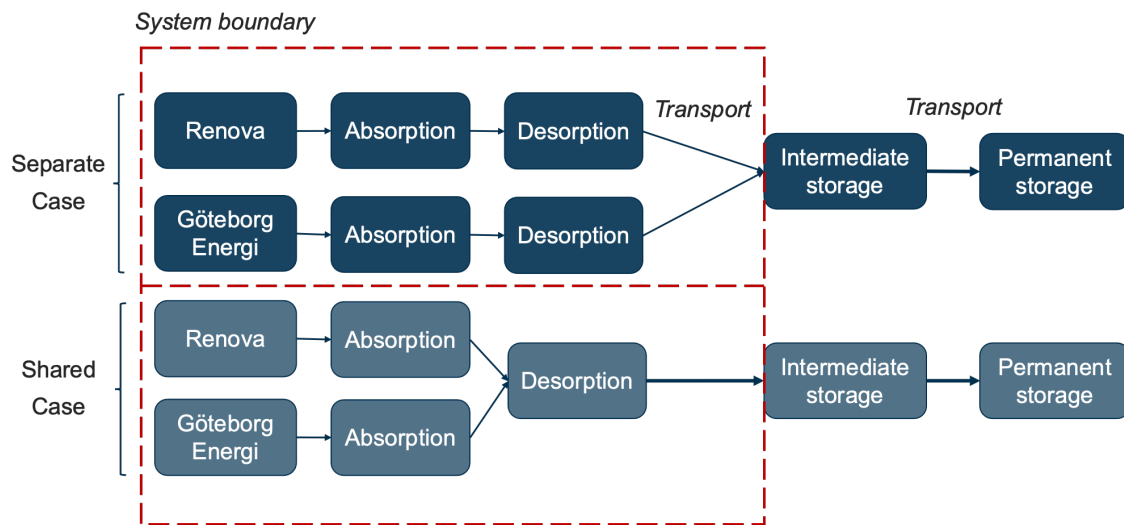 System boundary
Separate
Case
Renova
Absorption
Desorption
Transport
Göteborg
Energi
Absorption
Desorption
Intermediate
storage
Transport
Permanent
storage
Shared
Case
Renova
Absorption
Göteborg
Energi
Absorption
Desorption
Intermediate
storage
Permanent
storage